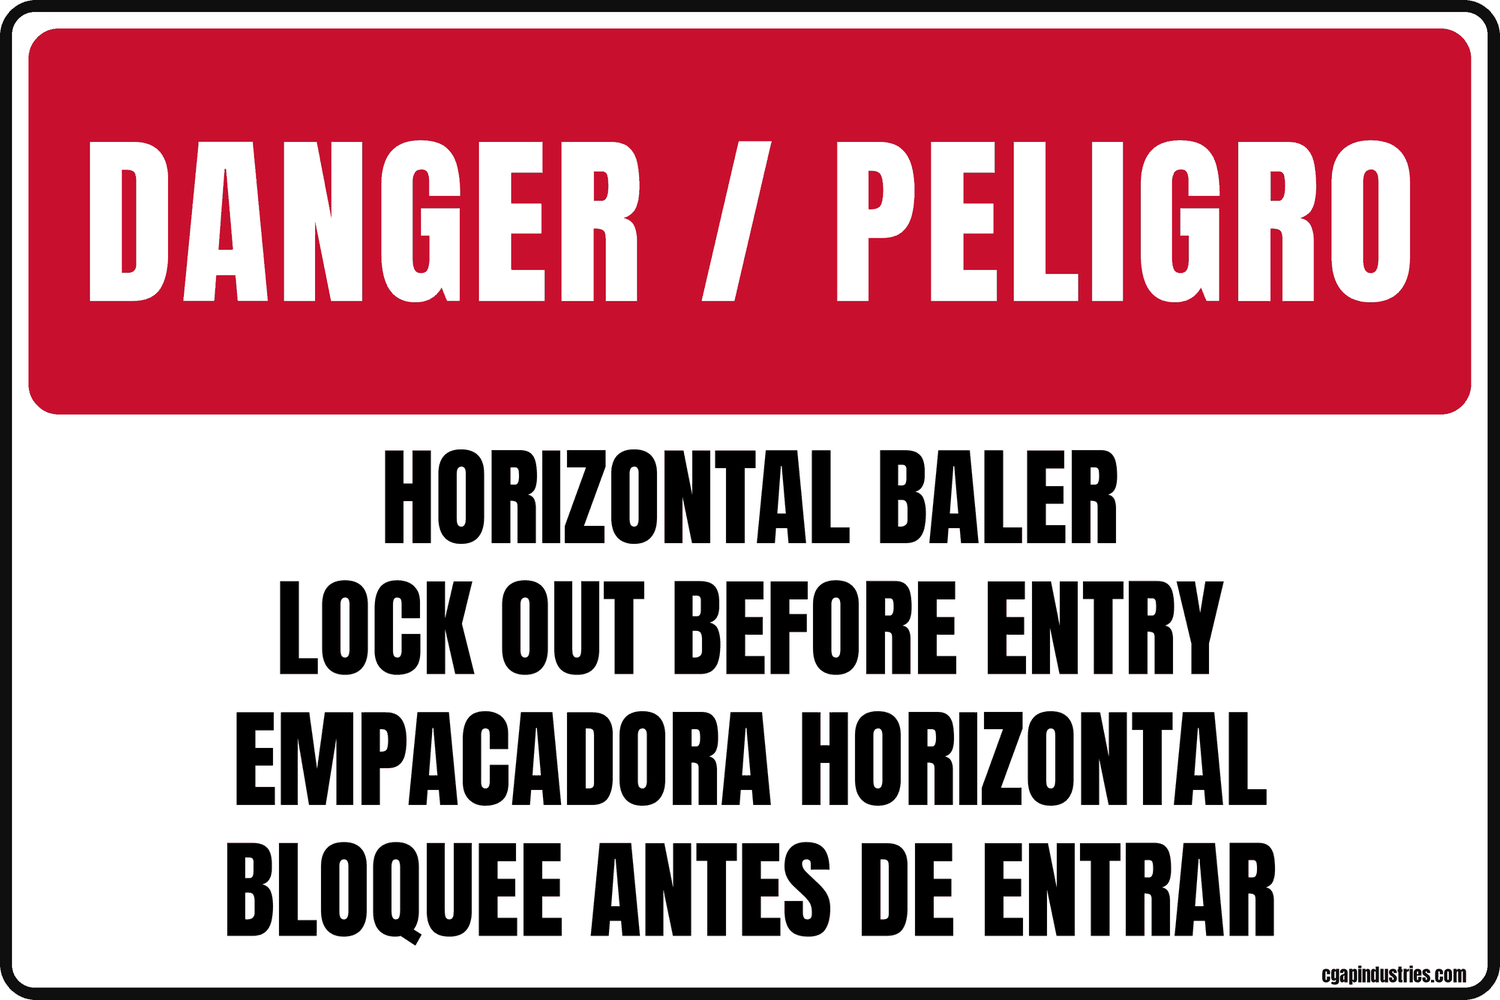 DANGER / PELIGRO
HORIZONTAL BALER
LOCK OUT BEFORE ENTRY
EMPACADORA HORIZONTAL
BLOQUEE ANTES DE ENTRAR
cgapindustries.com